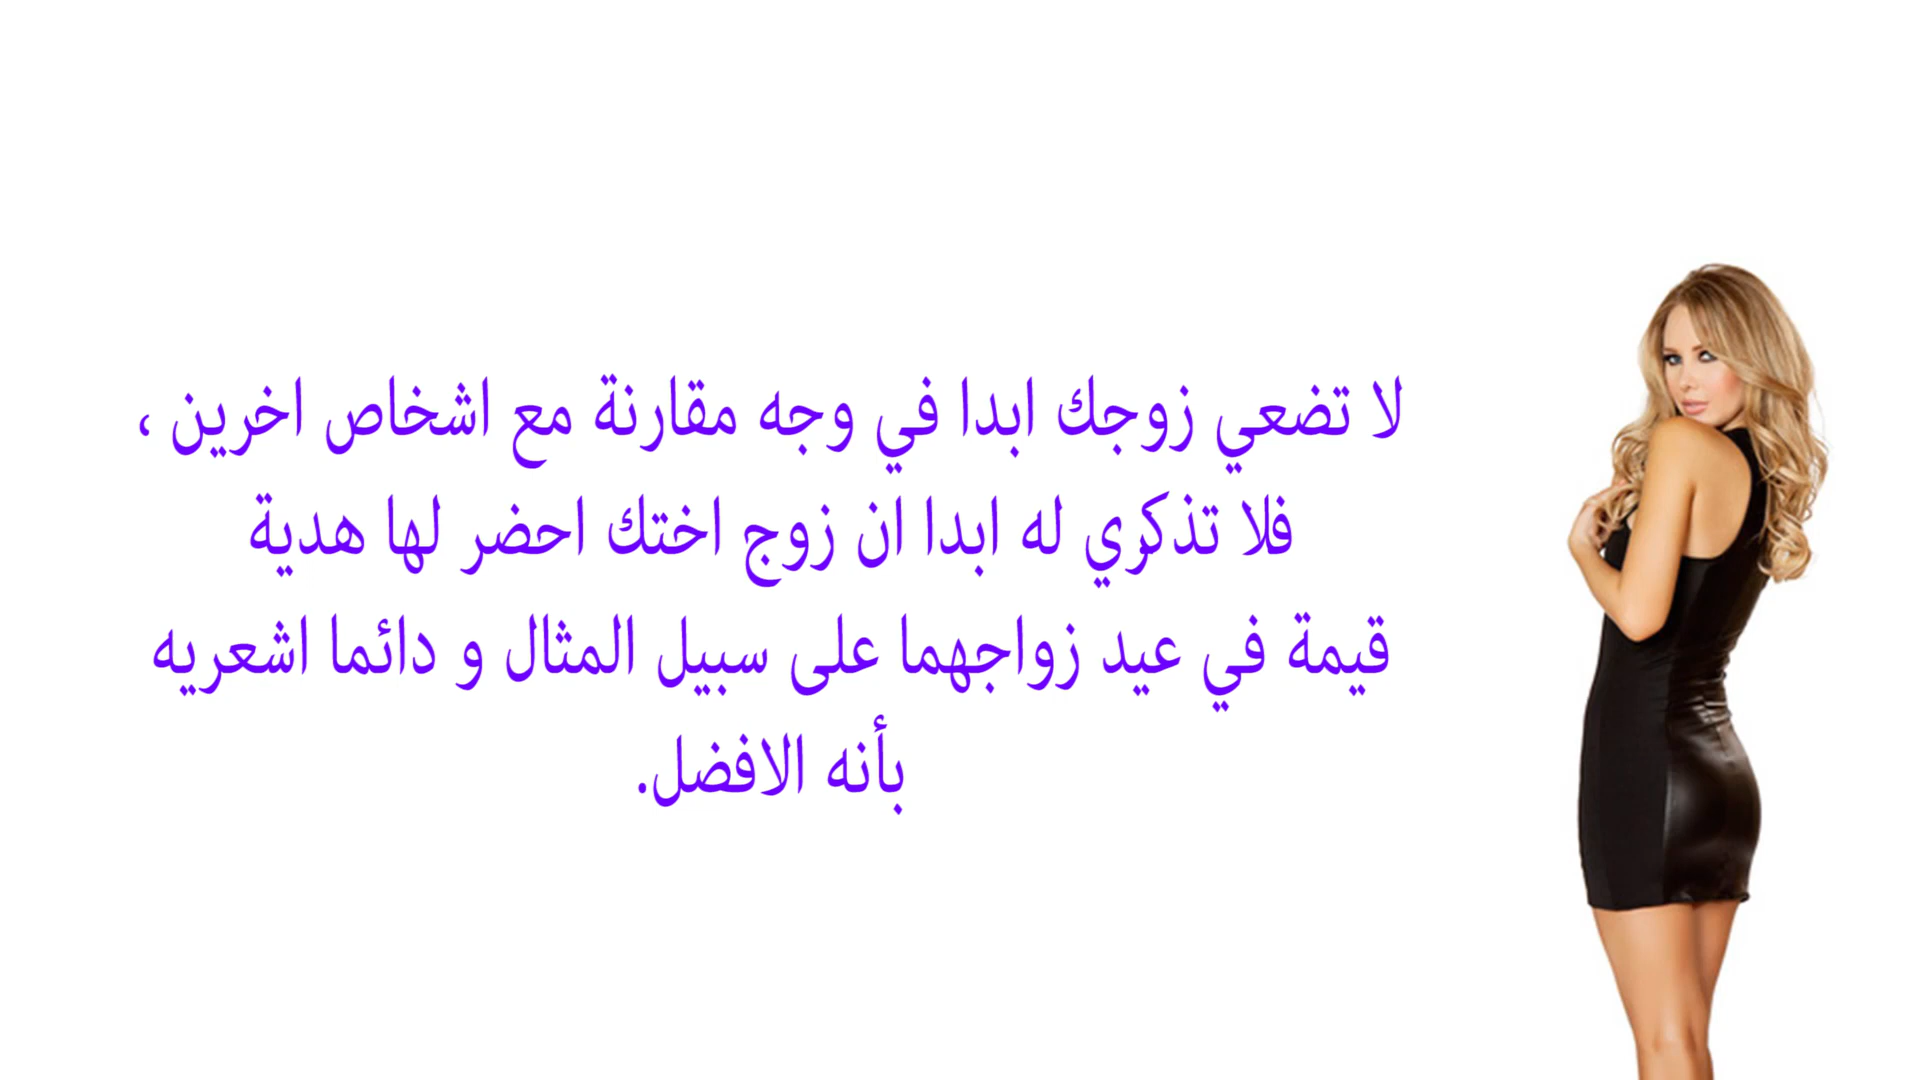 لا تضعي زوجك ابدا في وجه مقارنة مع اشخاص اخرين ،
فلا تذكري له ابدا ان زوج اختك احضر لها هدية
قيمة في عيد زواجهما على سبيل المثال و دائما اشعريه
بأنه الافضل.